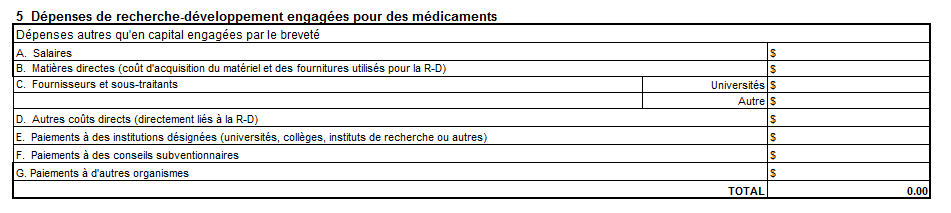 5 Dépenses de recherche-développement engagées pour des médicaments
Dépenses autres qu'en capital engagées par le breveté
A. Salaires $
B. Matières directes (coût d'acquisition du matériel et des fournitures utilisés pour la R-D) $
C. Fournisseurs et sous-traitants Universités $
Autre $
D. Autres coûts directs (directement liés à la R-D) $
E. Paiements à des institutions désignées (universités, collèges, instituts de recherche ou autres) $
F. Paiements à des conseils subventionnaires $
G. Paiements à d'autres organismes $
TOTAL 0.00